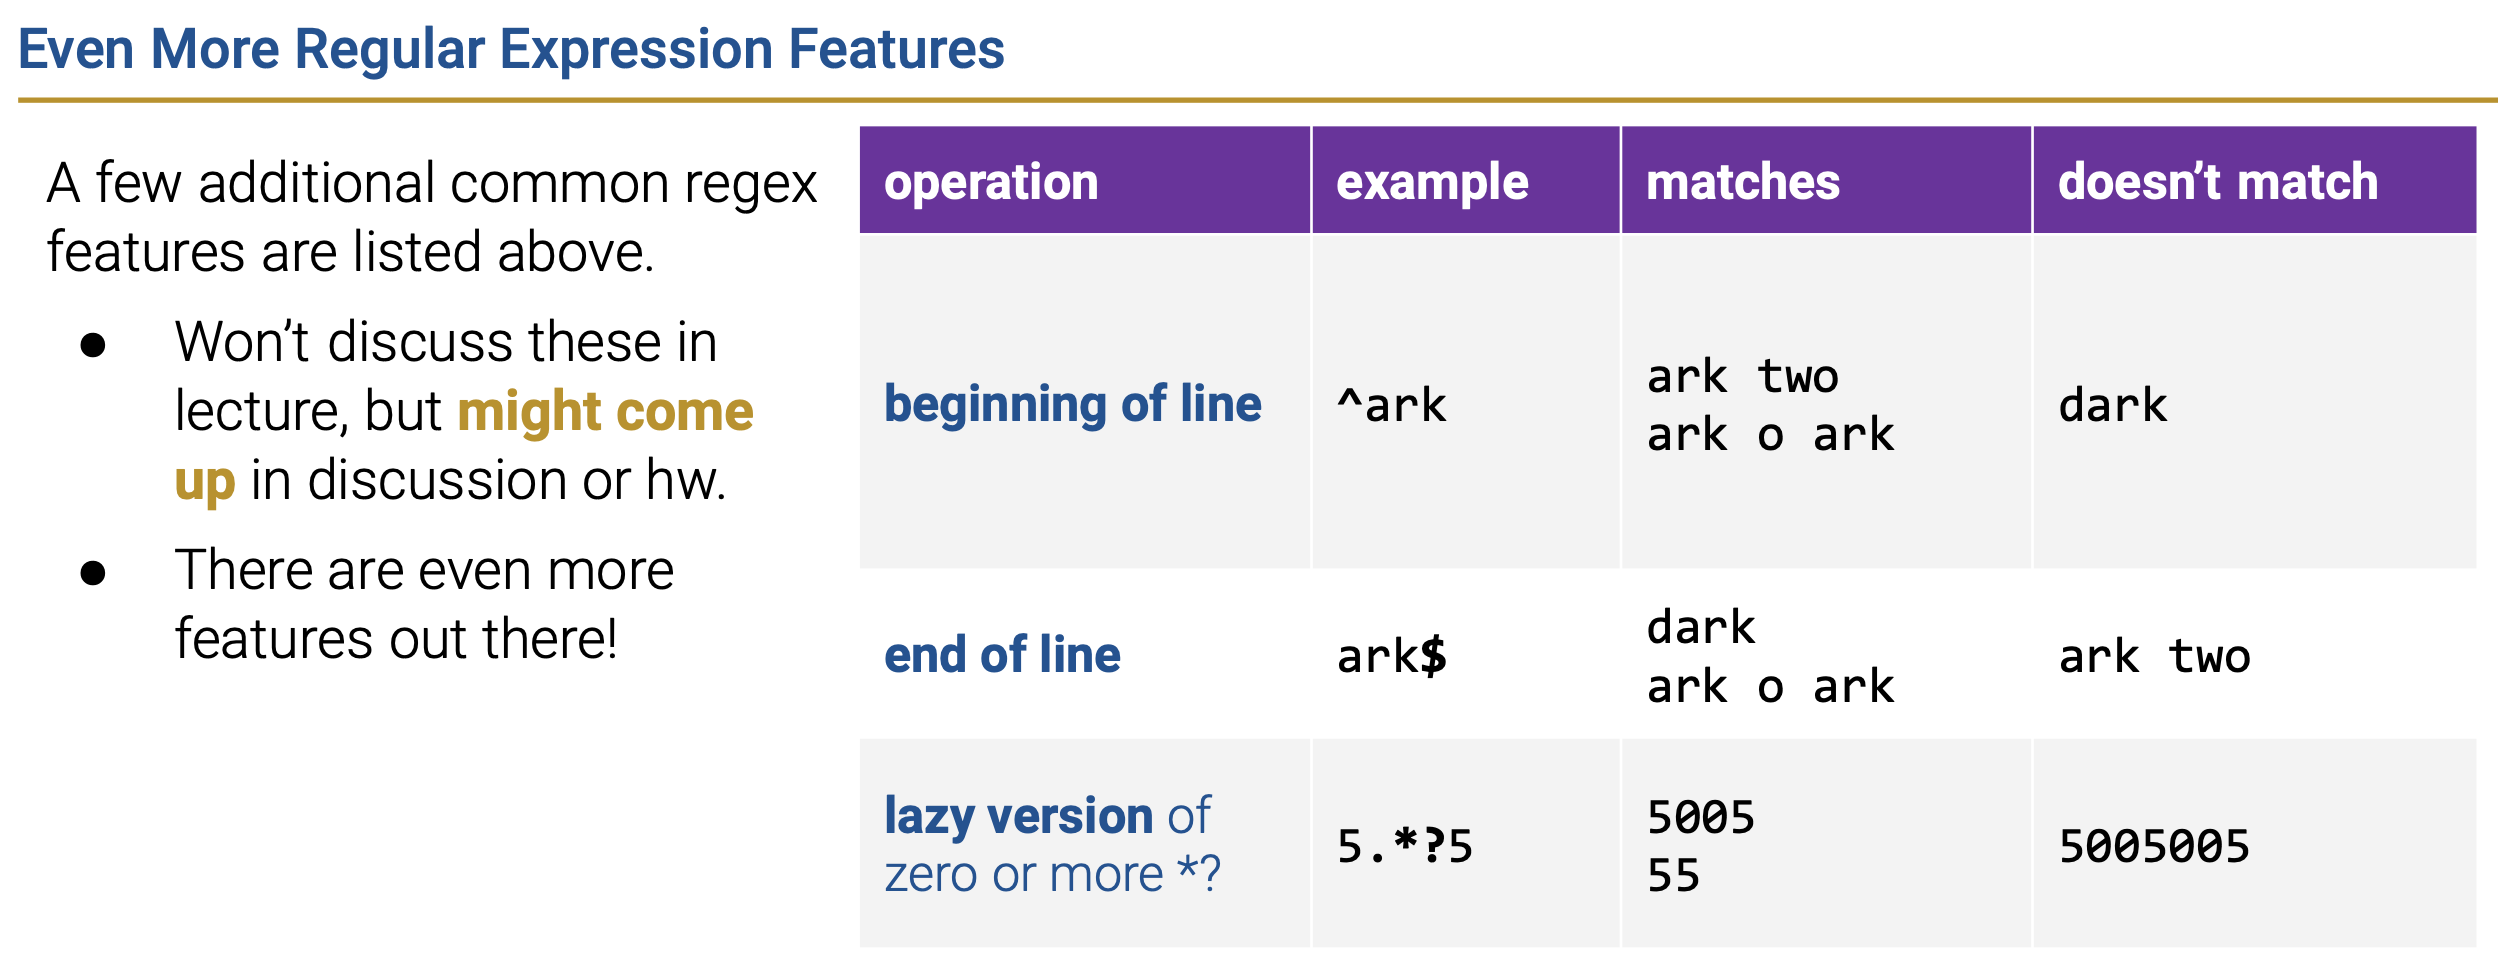 Even More Regular Expression Features
A few additional common regex
features are listed above.
● Won't discuss these in
lecture, but might come
up in discussion or hw.
● There are even more
features out there!
operation example matches doesn't match
beginning of line ^ark ark two dark
ark o ark
end of line ark$ dark ark two
ark o ark
lazy version of 5.*?5 5005 5005005
zero or more *? 55